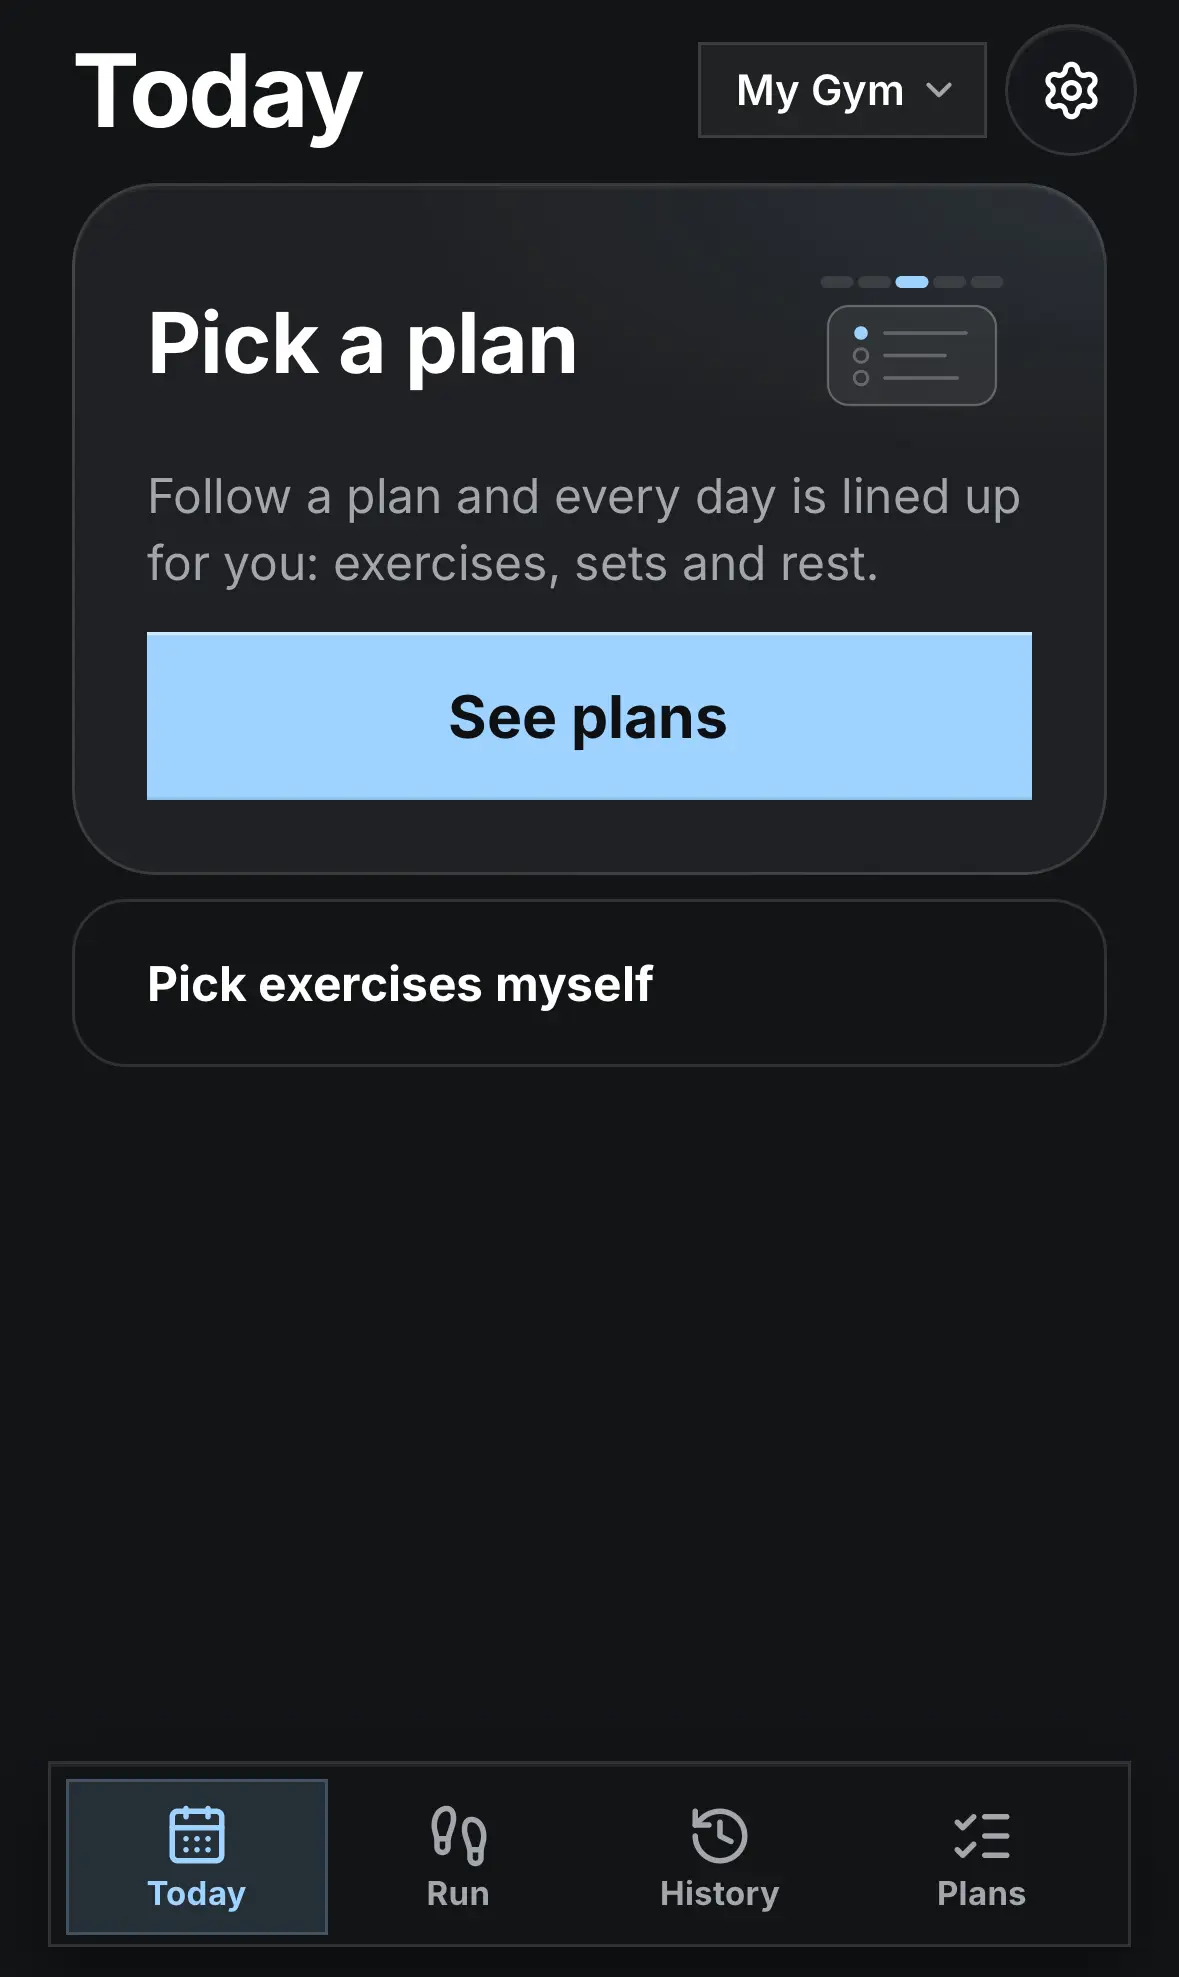 Today
My Gym
Pick a plan
Follow a plan and every day is lined up
for you: exercises, sets and rest.
See plans
Pick exercises myself
Today
Run
History
Plans